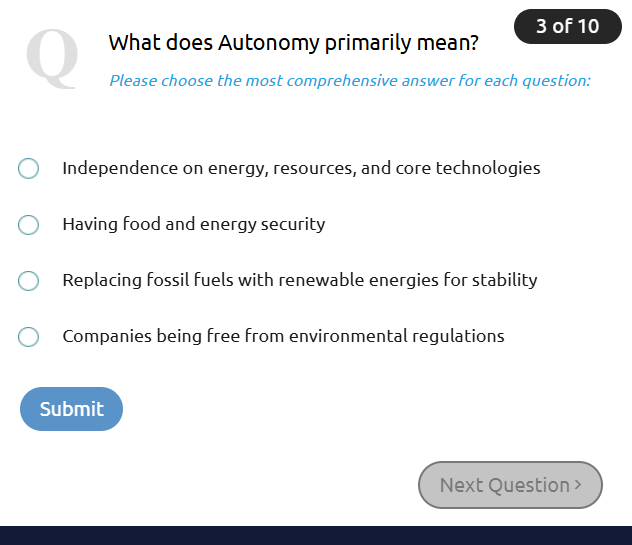 3 of 10
Q
What does Autonomy primarily mean?
Please choose the most comprehensive answer for each question:
Independence on energy, resources, and core technologies
Having food and energy security
Replacing fossil fuels with renewable energies for stability
Companies being free from environmental regulations
Submit
Next Question ›